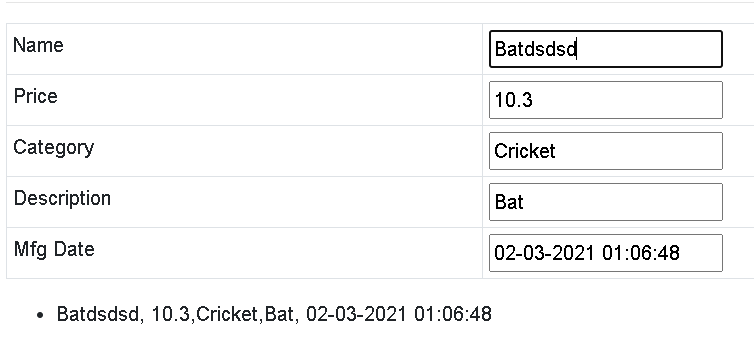 Name Batdsdsd
Price 10.3
Category Cricket
Description Bat
Mfg Date 02-03-2021 01:06:48
• Batdsdsd, 10.3,Cricket,Bat, 02-03-2021 01:06:48